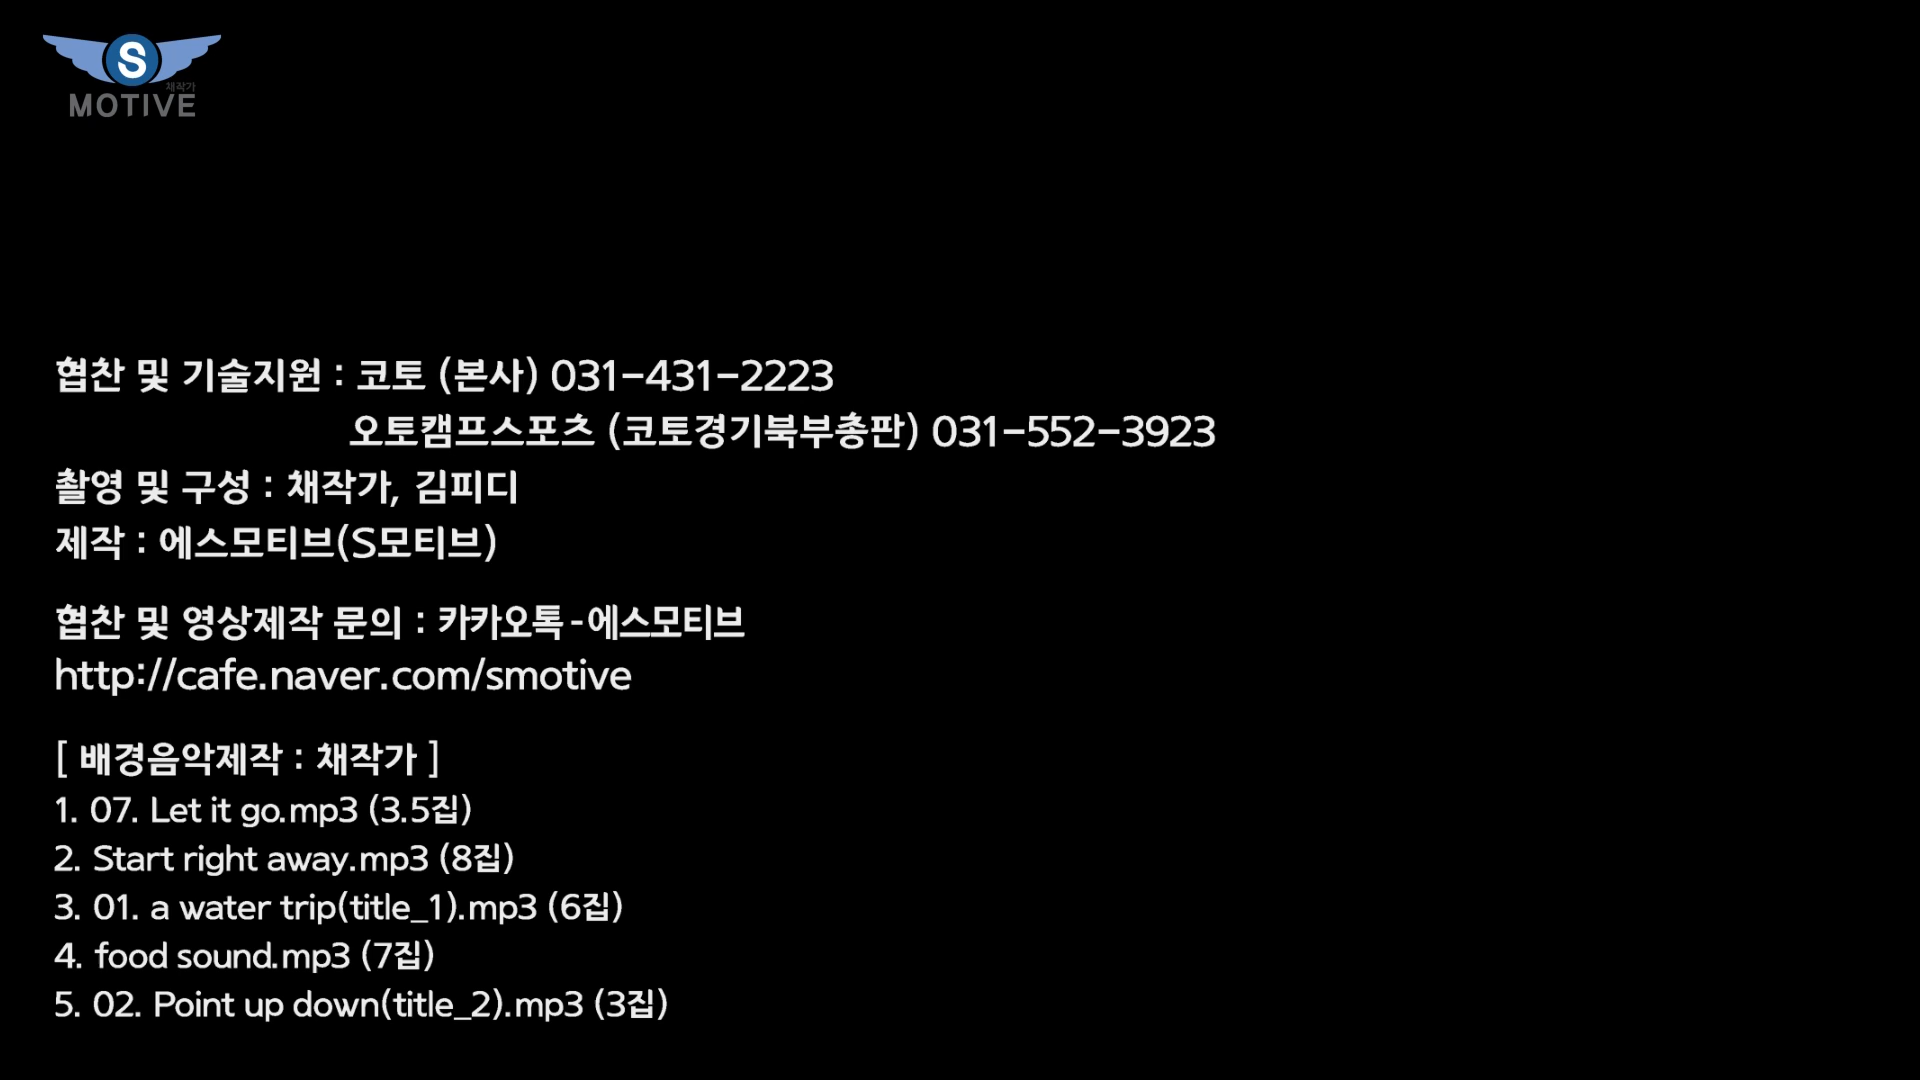 S
채작가
MOTIVE
협찬 및 기술지원 : 코토 (본사) 031-431-2223
오토캠프스포츠 (코토경기북부총판) 031-552-3923
촬영 및 구성 : 채작가, 김피디
제작 : 에스모티브(S모티브)
협찬 및 영상제작 문의 : 카카오톡-에스모티브
http://cafe.naver.com/smotive
[ 배경음악제작 : 채작가 ]
1. 07. Let it go.mp3 (3.5집)
2. Start right away.mp3 (8집)
3. 01. a water trip(title_1).mp3 (6집)
4. food sound.mp3 (7집)
5. 02. Point up down(title_2).mp3 (3집)